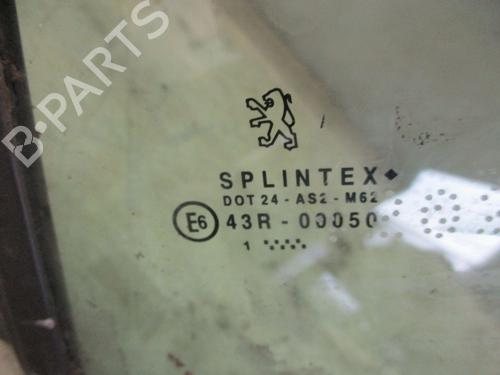 B-PARTS
SPLINTEX
DOT 24 - AS2 - M62
E6 43R - 00050
1